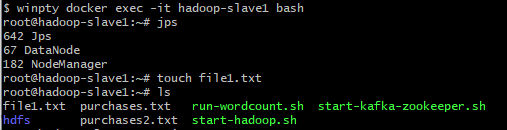 $ winpty docker exec -it hadoop-slave1 bash
root@hadoop-slave1:~# jps
642 Jps
67 DataNode
182 NodeManager
root@hadoop-slave1:~# touch file1.txt
root@hadoop-slave1:~# ls
file1.txt  purchases.txt   run-wordcount.sh  start-kafka-zookeeper.sh
hdfs       purchases2.txt  start-hadoop.sh